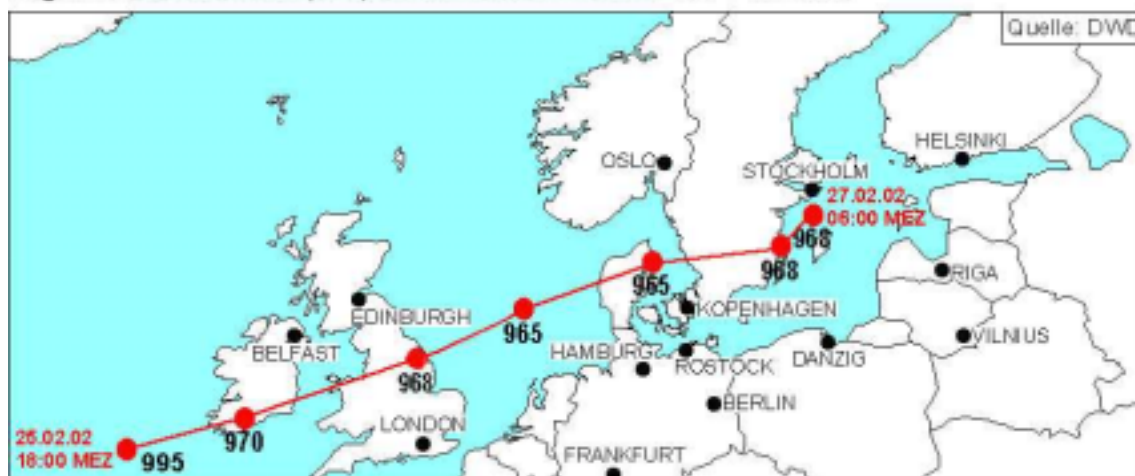 Quelle: DWD
HELSINKI
OSLO
STOCKHOLM
27.02.02
06:00 MEZ
968
968
965
RIGA
EDINBURGH
965
KOPENHAGEN
BELFAST
968
HAMBURG
ROSTOCK
DANZIG
VILNIUS
BERLIN
LONDON
970
25.02.02
18:00 MEZ
995
FRANKFURT